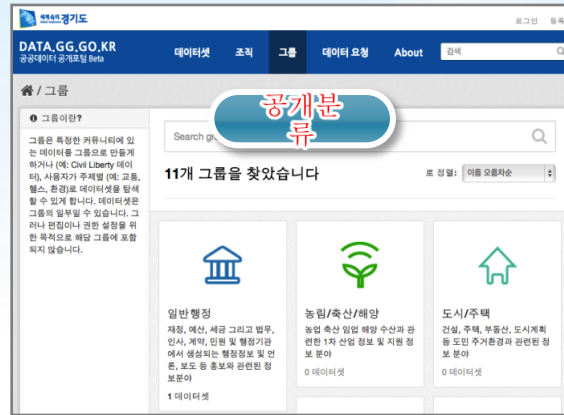 세계속의 경기도
로그인 등록
DATA.GG.GO.KR
공공데이터 공개포털 Beta
데이터셋 조직 그룹 데이터 요청 About 검색
/ 그룹
그룹이란?
그룹은 특정한 커뮤니티에 있
는 데이터를 그룹으로 만들게
하거나 (예: Civil Liberty 데이
터), 사용자가 주제별 (예: 교통,
헬스, 환경)로 데이터셋을 탐색
할 수 있게 합니다. 데이터셋은
그룹의 일부일 수 있습니다. 그
러나 편집이나 권한 설정을 위
한 목적으로 해당 그룹에 포함
되지 않습니다.
공개분
류
Search
11개 그룹을 찾았습니다
로 정렬: 이름 오름차순
일반행정
재정, 예산, 세금 그리고 법무,
인사, 계약, 민원 및 행정기관
에서 생성되는 행정정보 및 언
론, 보도 등 홍보와 관련된 정
보분야
1 데이터셋
농림/축산/해양
농업 축산 임업 해양 수산과 관
련한 1차 산업 정보 및 지원 정
보 분야
0 데이터셋
도시/주택
건설, 주택, 부동산, 도시계획
등 도민 주거환경과 관련된 정
보 분야
0 데이터셋